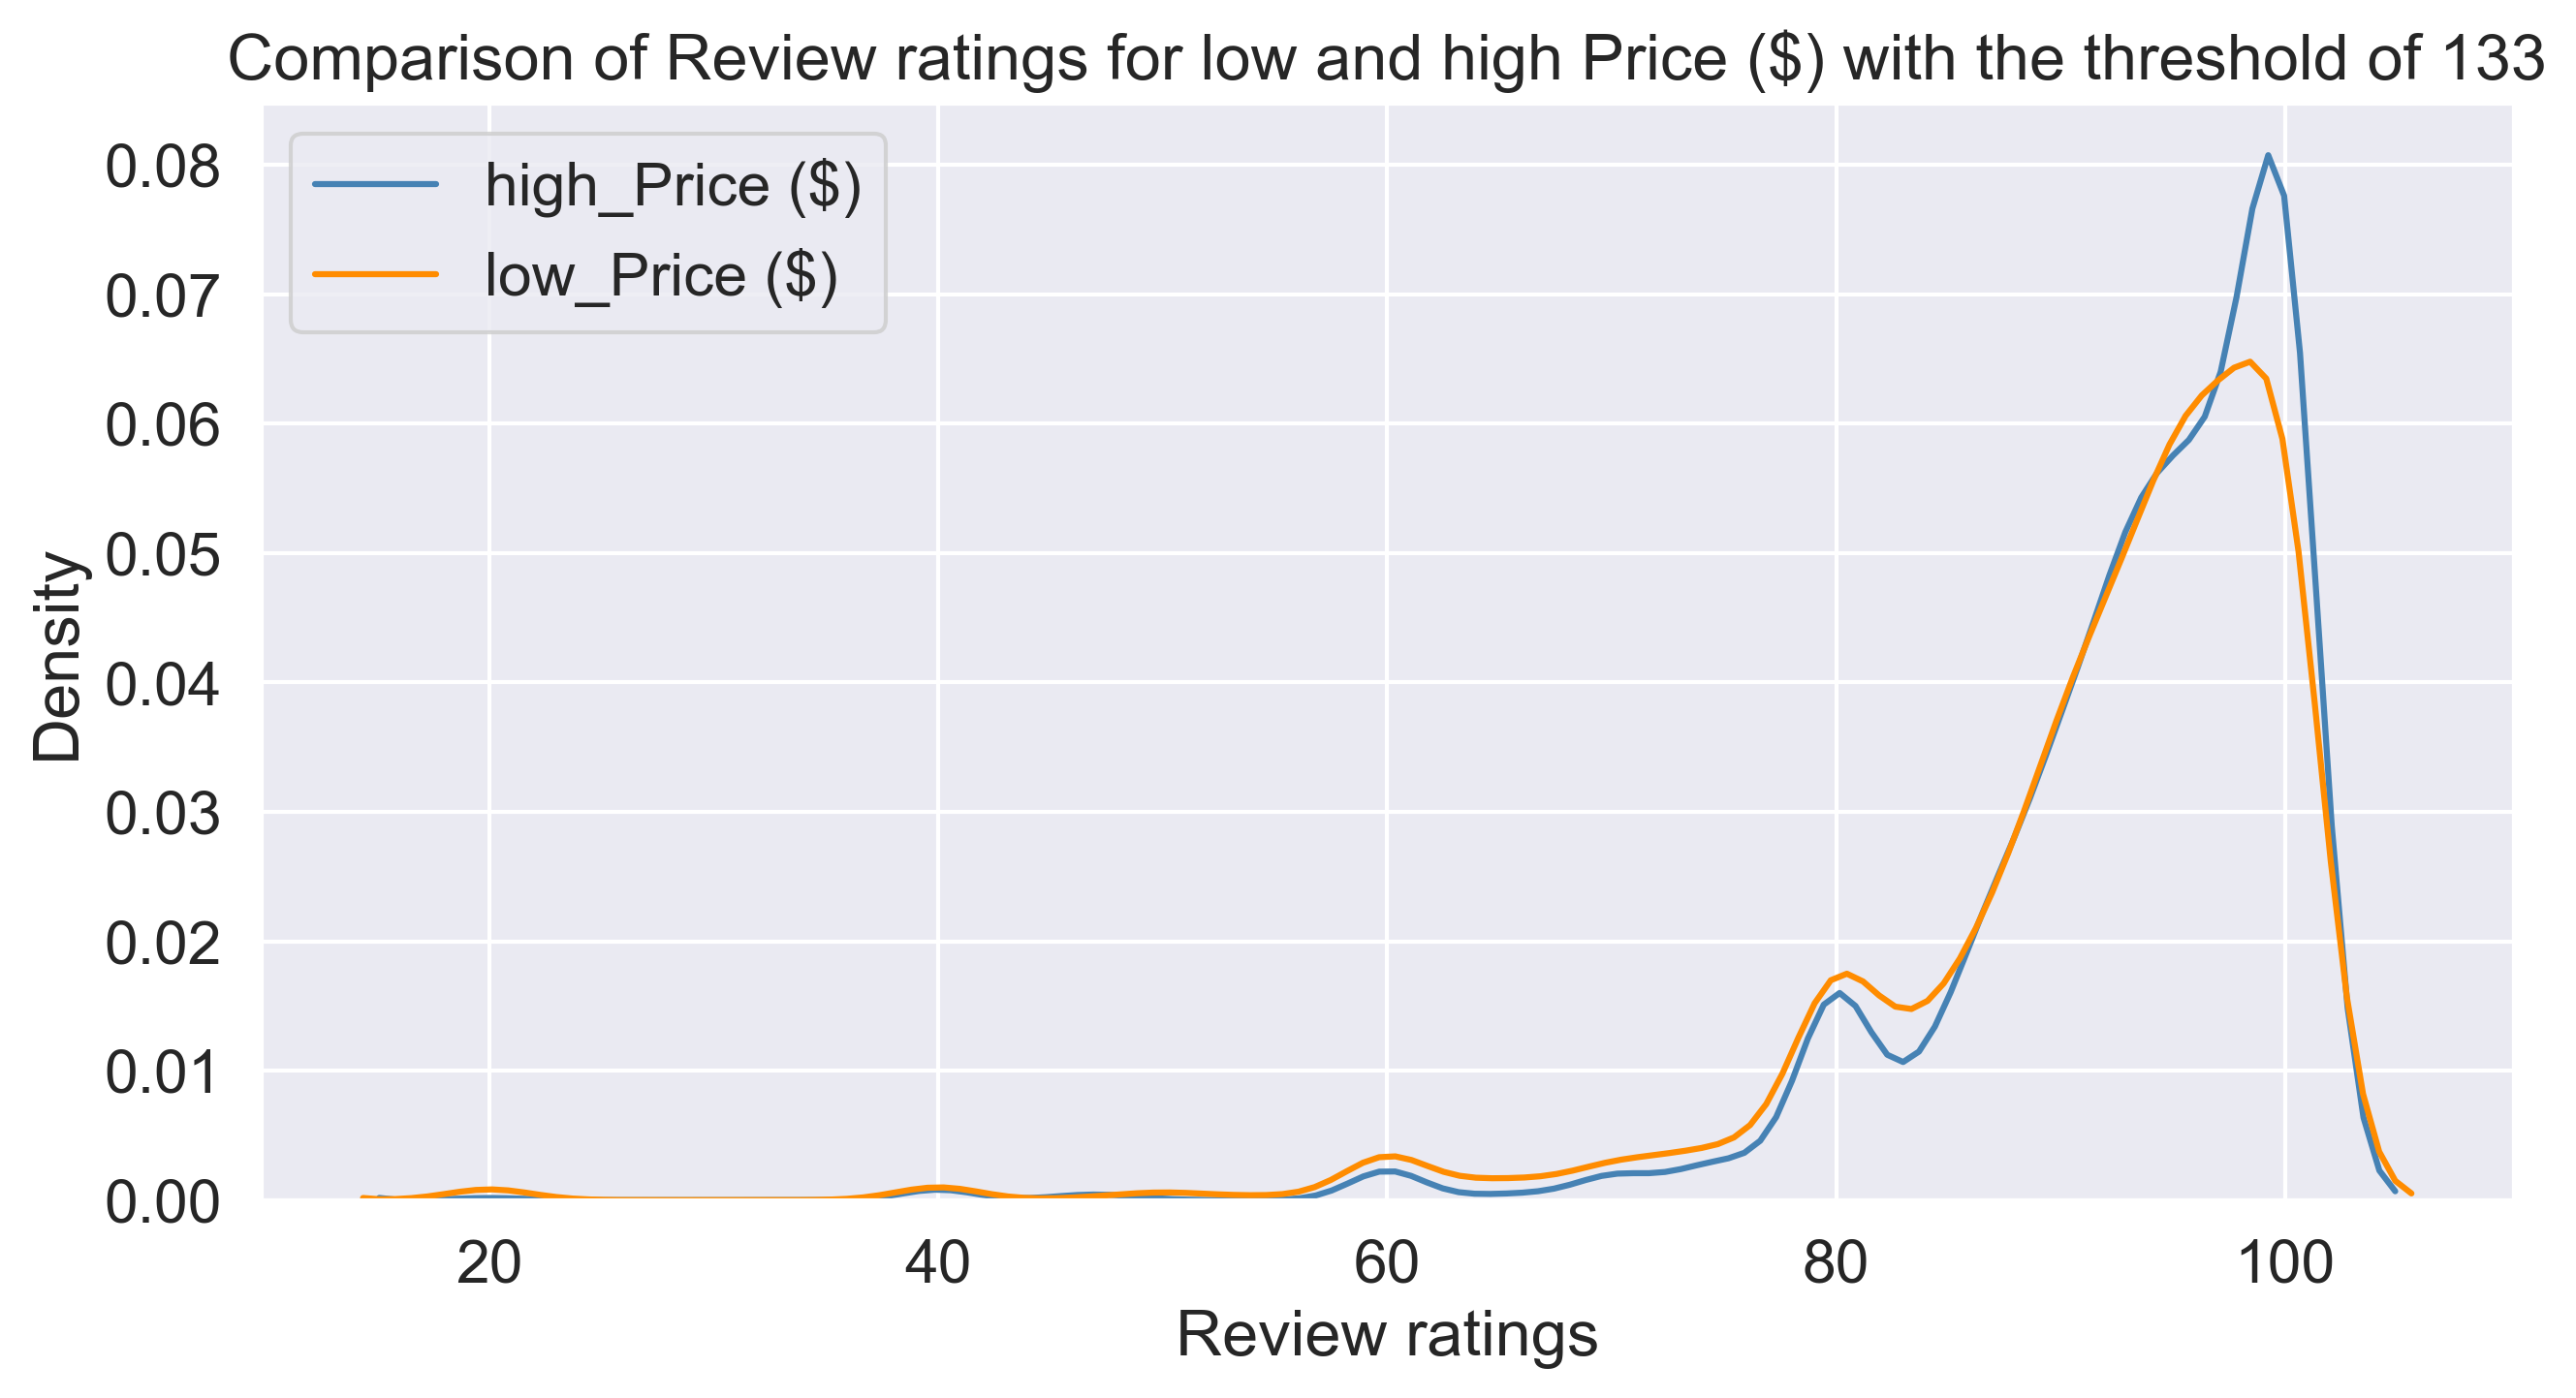 Comparison of Review ratings for low and high Price ($) with the threshold of 133
high_Price ($)
low_Price ($)
0.08
0.07
0.06
0.05
0.04
0.03
0.02
0.01
0.00
Density
20 40 60 80 100
Review ratings